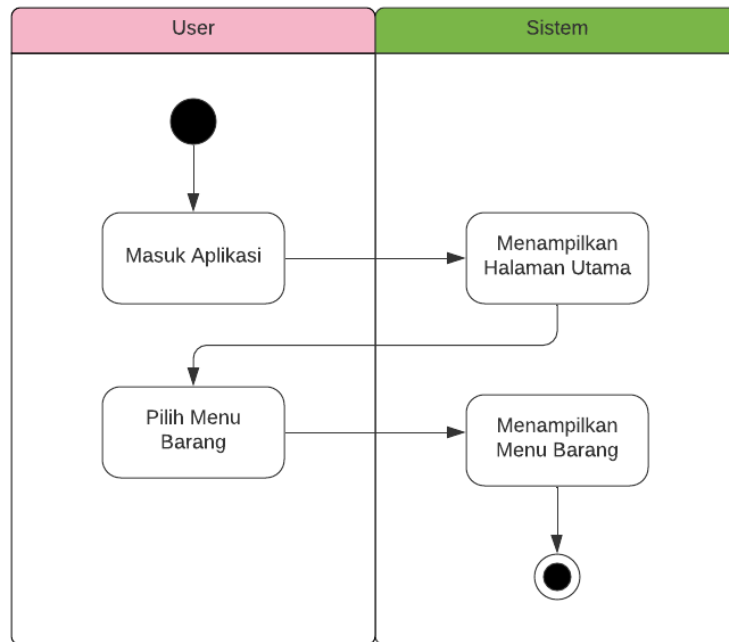 User
Sistem
Masuk Aplikasi
Menampilkan
Halaman Utama
Pilih Menu
Barang
Menampilkan
Menu Barang